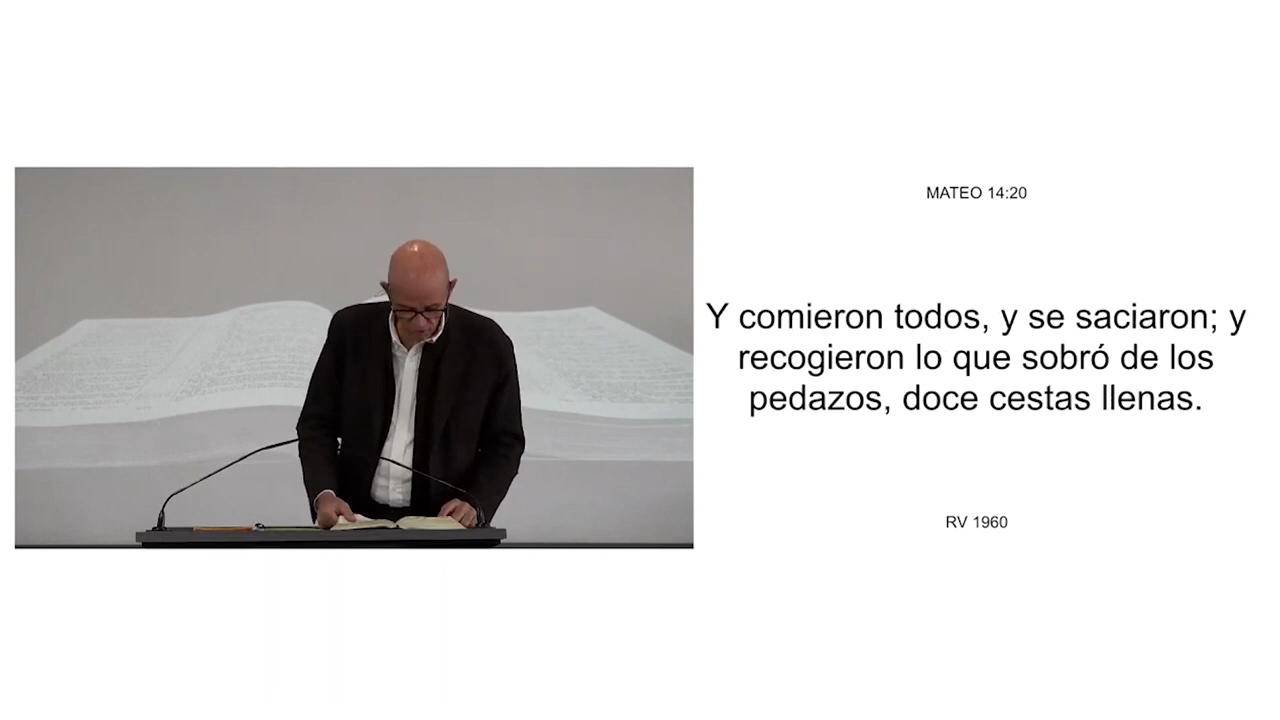 MATEO 14:20
Y comieron todos, y se saciaron; y
recogieron lo que sobró de los
pedazos, doce cestas llenas.
RV 1960